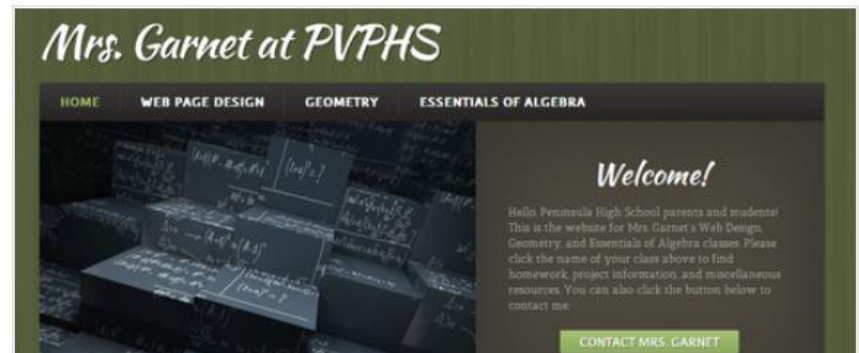 Mrs. Garnet at PVPHS
HOME WEB PAGE DESIGN GEOMETRY ESSENTIALS OF ALGEBRA
Welcome!
Hello, Peninsula High School parents and students!
This is the website for Mrs. Garnet's Web Design,
Geometry, and Essentials of Algebra classes. Please
click the name of your class above to find
homework, project information, and miscellaneous
resources. You can also click the button below to
contact me.
CONTACT MRS. GARNET